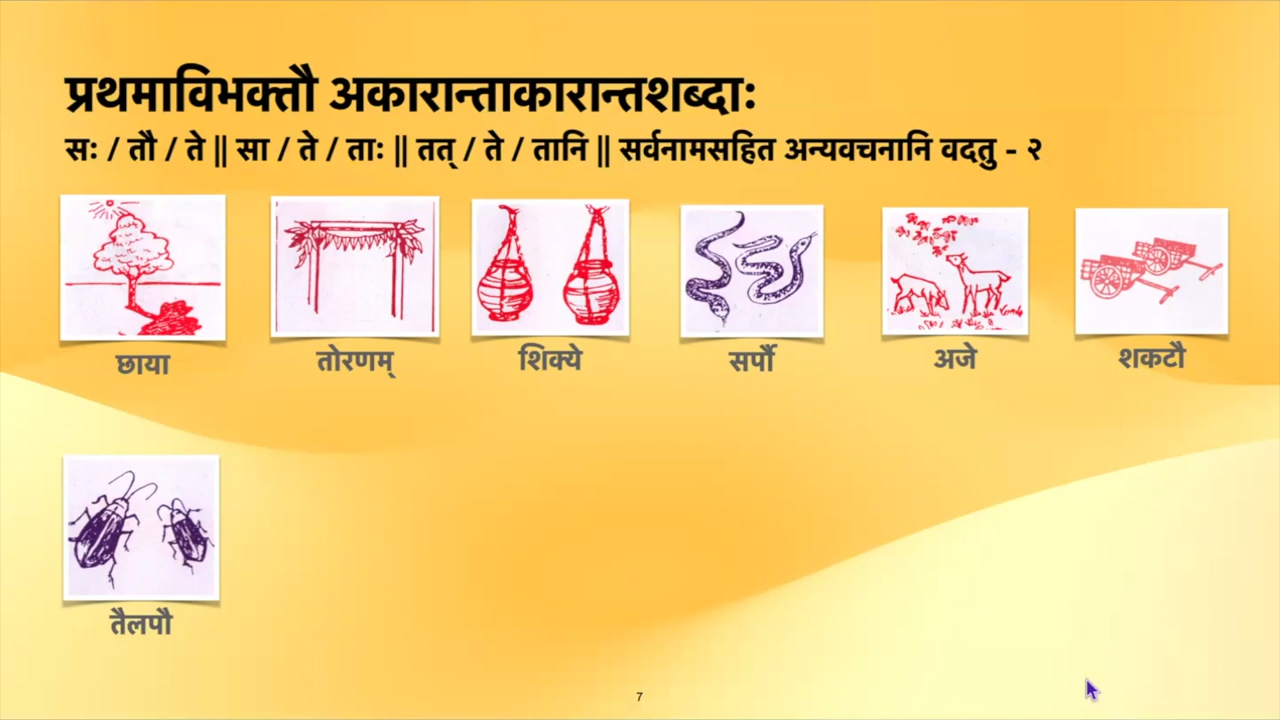 प्रथमाविभक्तौ अकारान्ताकारान्तशब्दाः
सः / तौ / ते || सा / ते / ताः || तत् / ते / तानि || सर्वनामसहित अन्यवचनानि वदतु - २
छाया तोरणम् शिक्ये सर्पौ अजे शकटौ
तैलपौ
7